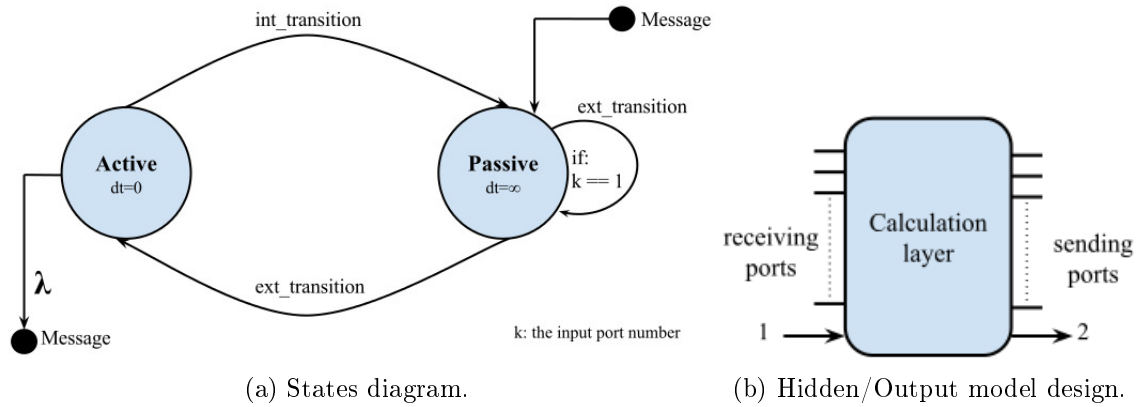 int_transition
Message
ext_transition
Active
dt=0
Passive
dt=∞
if:
k == 1
λ
ext_transition
Message
k: the input port number
(a) States diagram.
Calculation
layer
receiving
ports
sending
ports
1
2
(b) Hidden/Output model design.